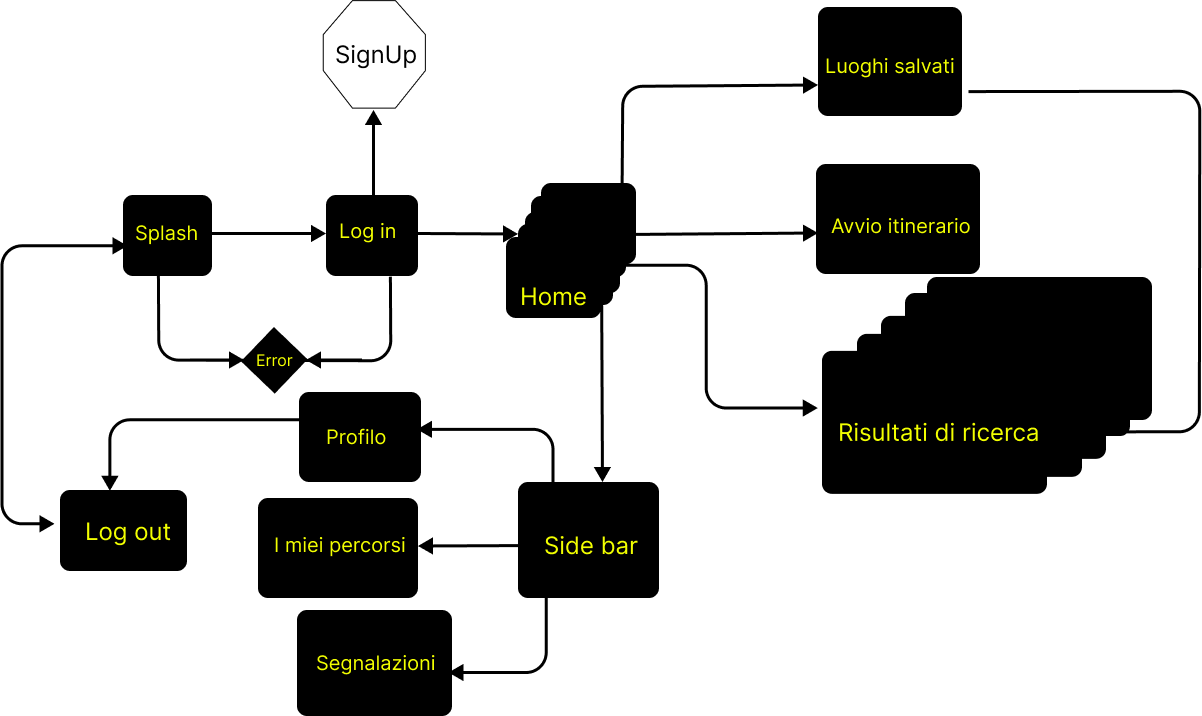 SignUp
Luoghi salvati
Splash
Log in
Avvio itinerario
Home
Error
Profilo
Risultati di ricerca
Log out
I miei percorsi
Side bar
Segnalazioni